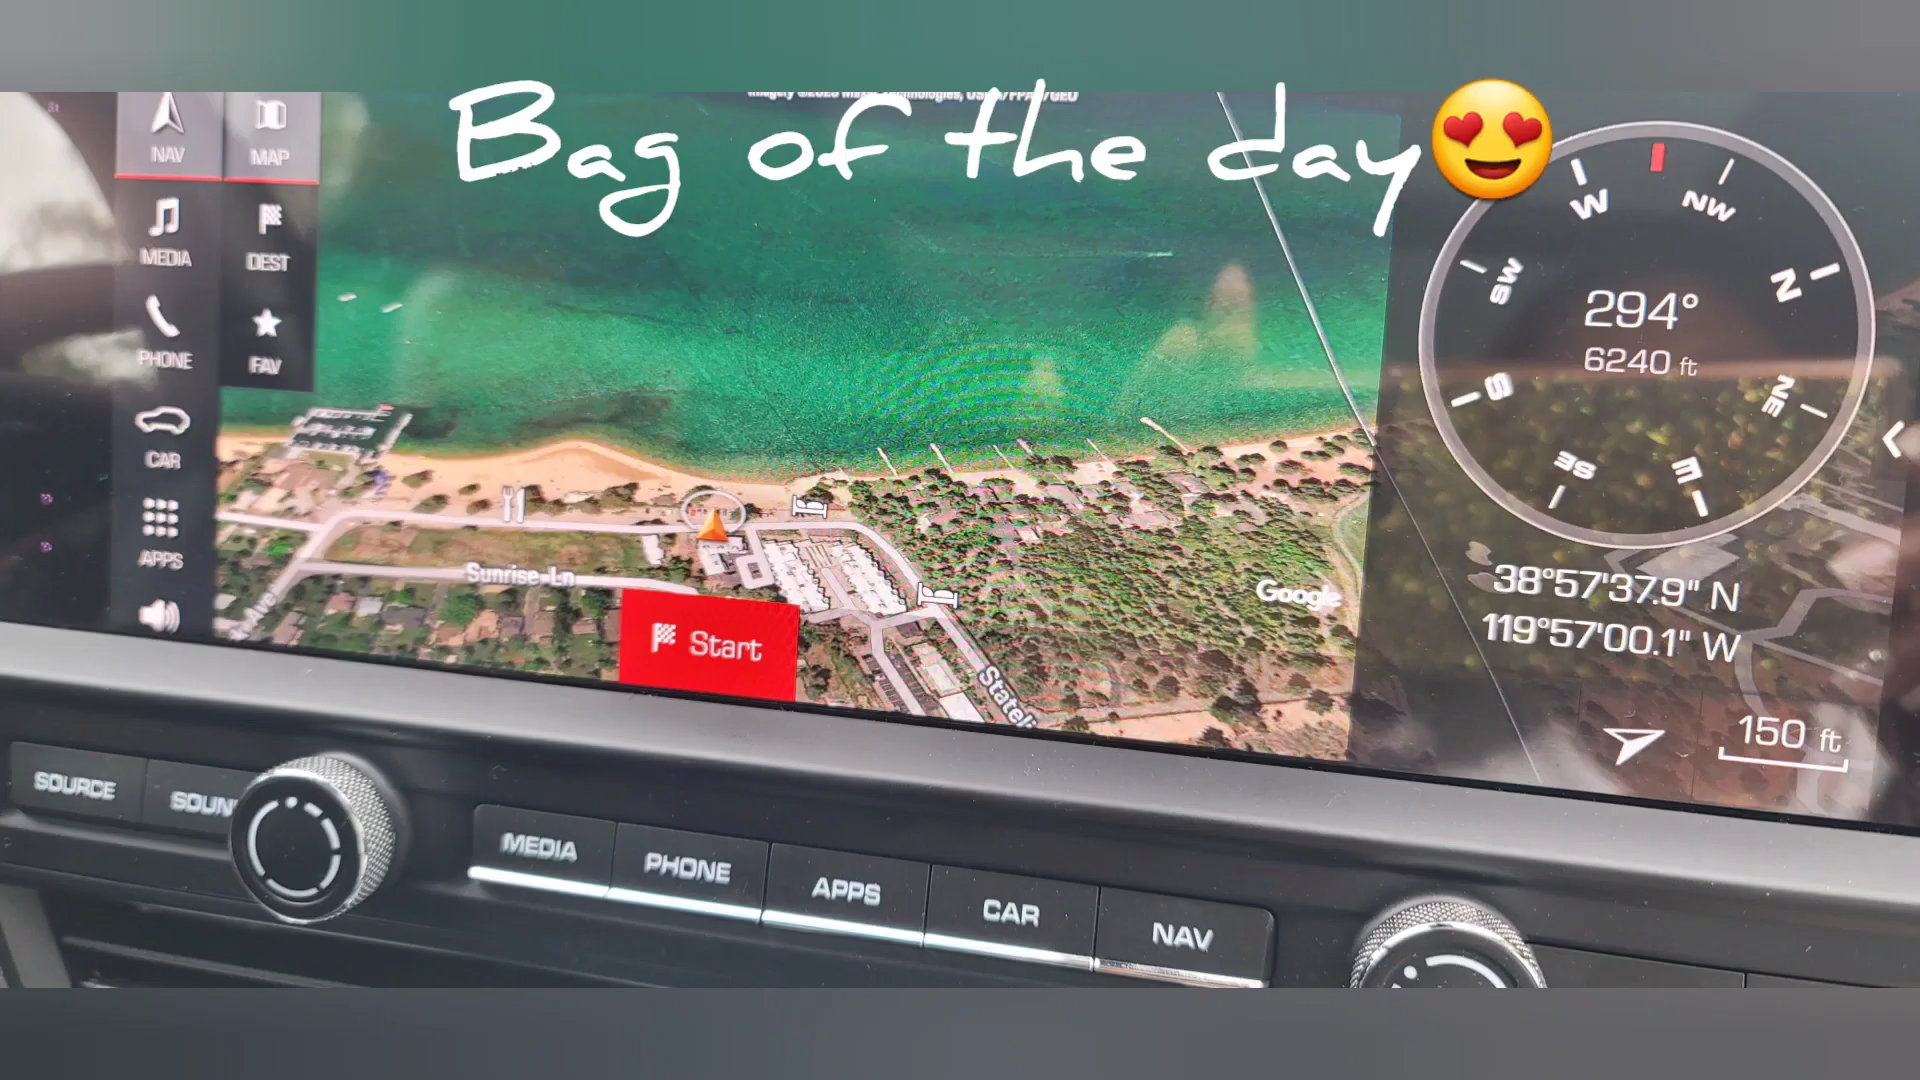 Bag of the day😍
NAV
MAP
MEDIA
DEST
PHONE
FAV
CAR
APPS
Sunrise Ln
Start
Google
W
NW
N
NE
E
SE
S
SW
294°
6240 ft
38°57'37.9" N
119°57'00.1" W
150 ft
SOURCE
MEDIA
PHONE
APPS
CAR
NAV